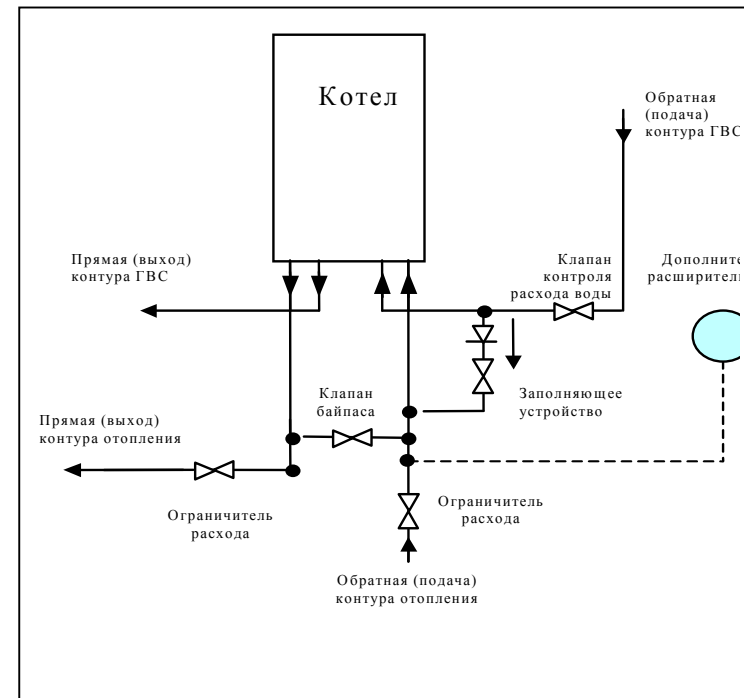 Котел
Обратная
(подача)
контура ГВС
Прямая (выход)
контура ГВС
Клапан
контроля
расхода воды
Клапан
байпаса
Заполняющее
устройство
Прямая (выход)
контура отопления
Ограничитель
расхода
Ограничитель
расхода
Обратная (подача)
контура отопления